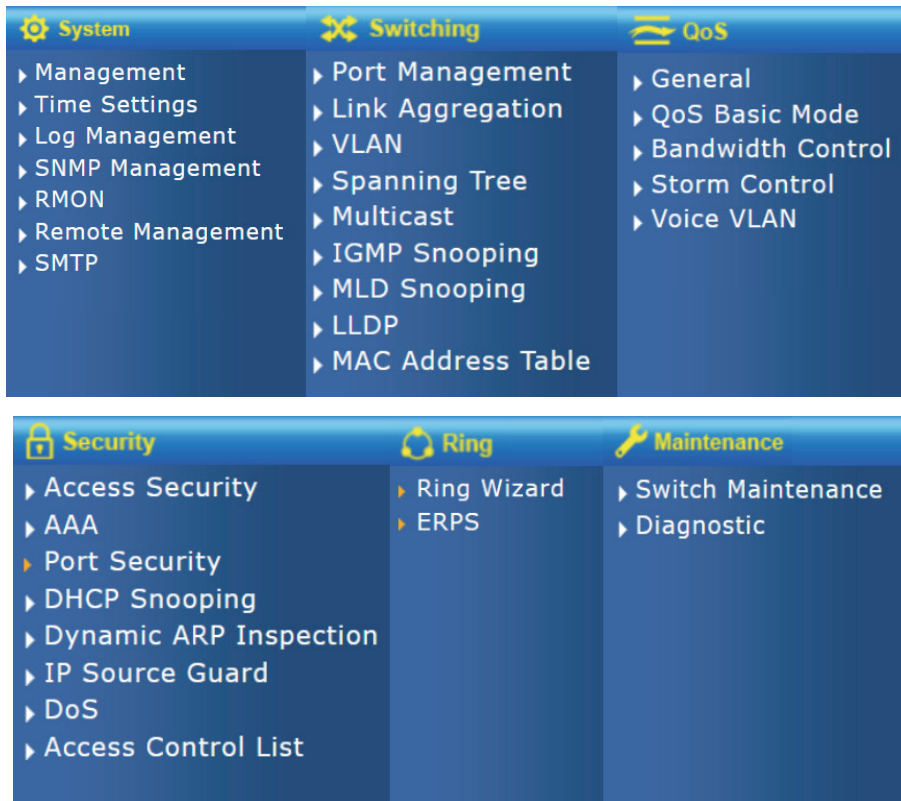 System
Management
Time Settings
Log Management
SNMP Management
RMON
Remote Management
SMTP
Switching
Port Management
Link Aggregation
VLAN
Spanning Tree
Multicast
IGMP Snooping
MLD Snooping
LLDP
MAC Address Table
QoS
General
QoS Basic Mode
Bandwidth Control
Storm Control
Voice VLAN
Security
Access Security
AAA
Port Security
DHCP Snooping
Dynamic ARP Inspection
IP Source Guard
DoS
Access Control List
Ring
Ring Wizard
ERPS
Maintenance
Switch Maintenance
Diagnostic